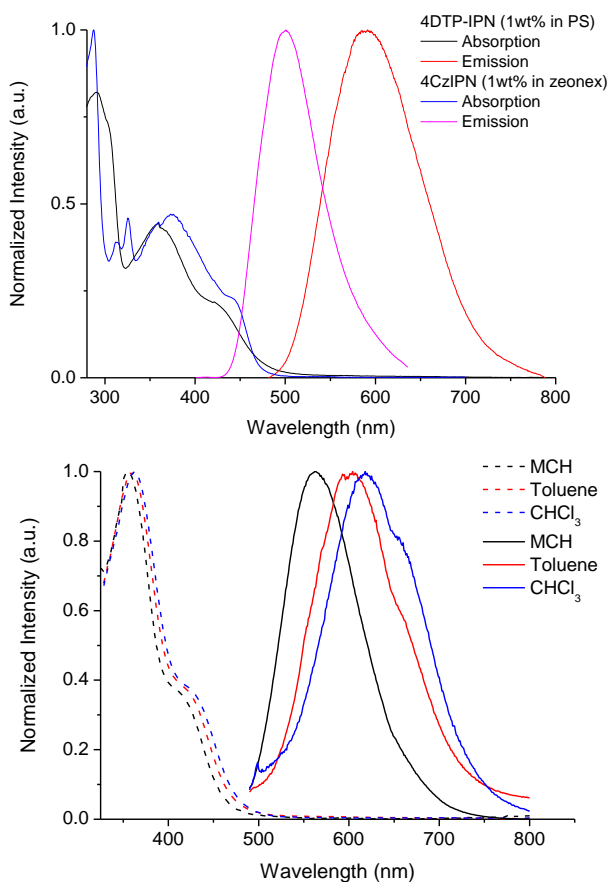 4DTP-IPN (1wt% in PS)
Absorption
Emission
4CzIPN (1wt% in zeonex)
Absorption
Emission
Normalized Intensity (a.u.)
1.0
0.5
0.0
300 400 500 600 700 800
Wavelength (nm)
MCH
Toluene
CHCl₃
MCH
Toluene
CHCl₃
Normalized Intensity (a.u.)
1.0
0.8
0.6
0.4
0.2
0.0
400 500 600 700 800
Wavelength (nm)